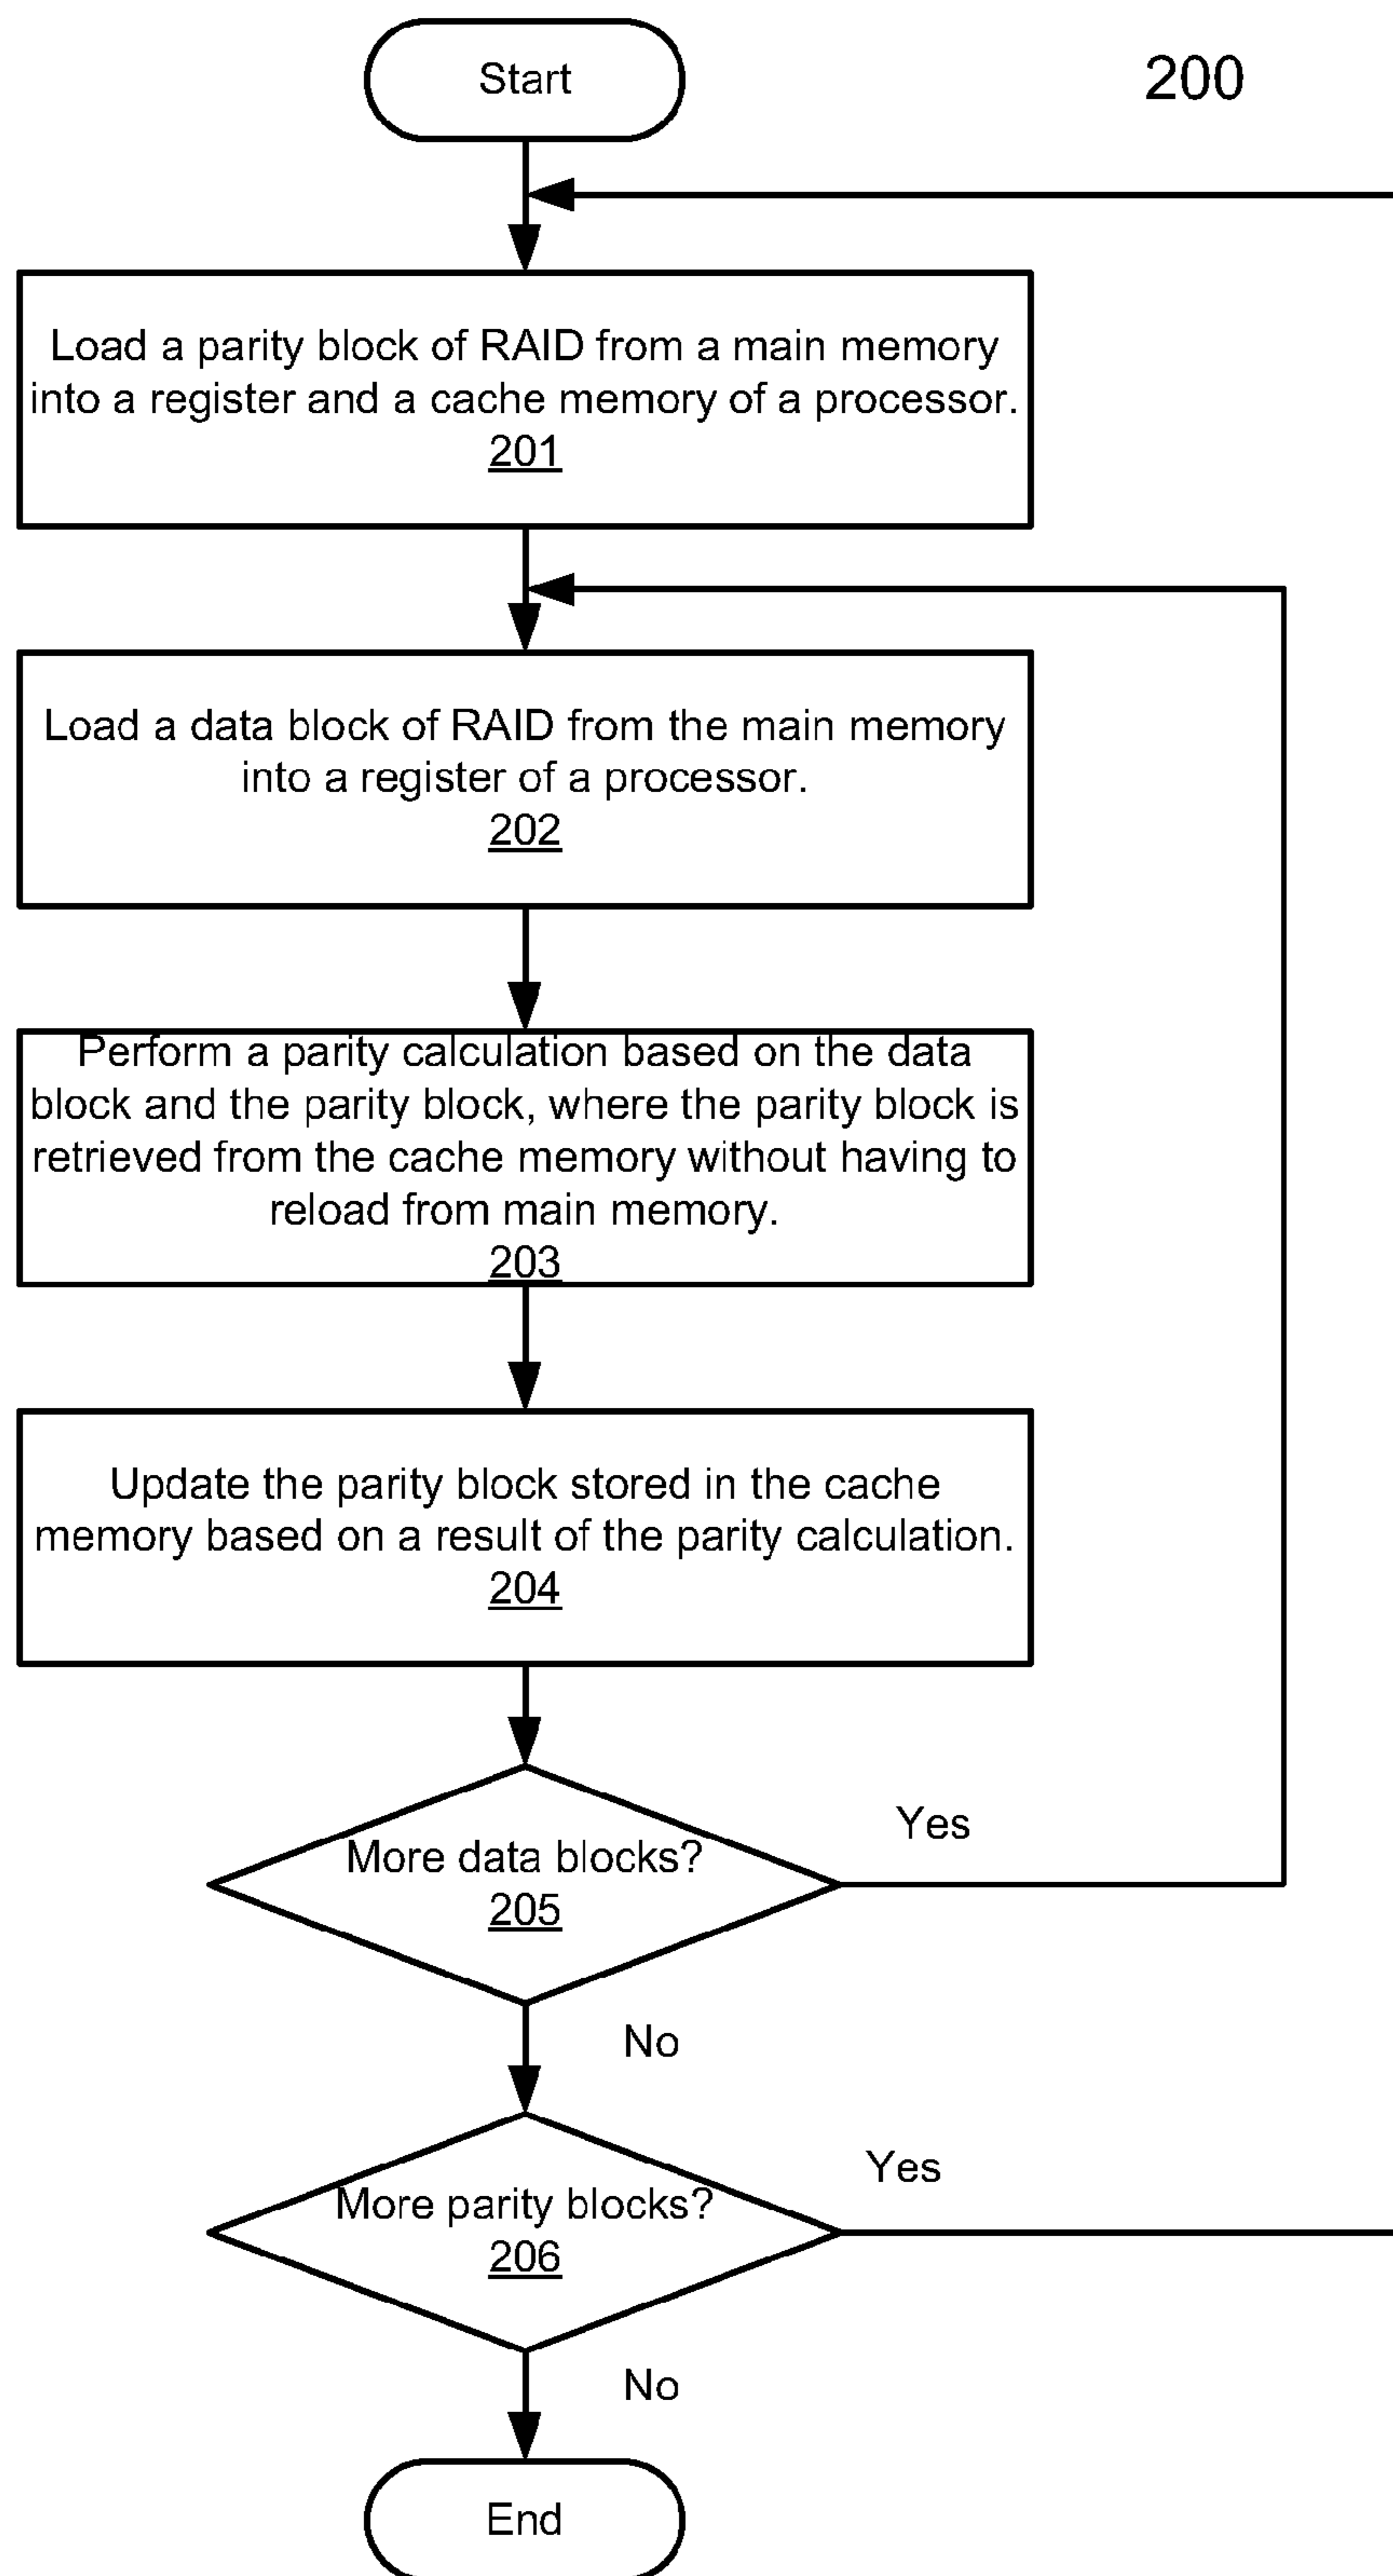 Start
200
Load a parity block of RAID from a main memory
into a register and a cache memory of a processor.
201
Load a data block of RAID from the main memory
into a register of a processor.
202
Perform a parity calculation based on the data
block and the parity block, where the parity block is
retrieved from the cache memory without having to
reload from main memory.
203
Update the parity block stored in the cache
memory based on a result of the parity calculation.
204
Yes
More data blocks?
205
No
Yes
More parity blocks?
206
No
End